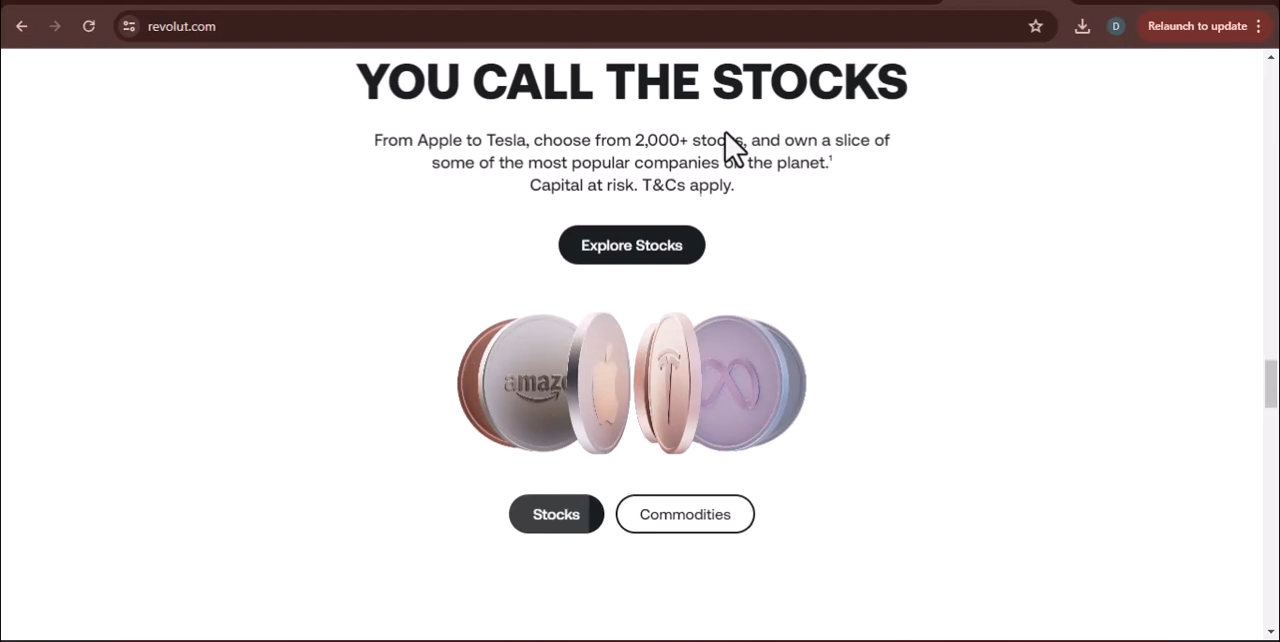 revolut.com
D
Relaunch to update
YOU CALL THE STOCKS
From Apple to Tesla, choose from 2,000+ stocks, and own a slice of
some of the most popular companies on the planet.¹
Capital at risk. T&Cs apply.
Explore Stocks
amaz
Stocks
Commodities